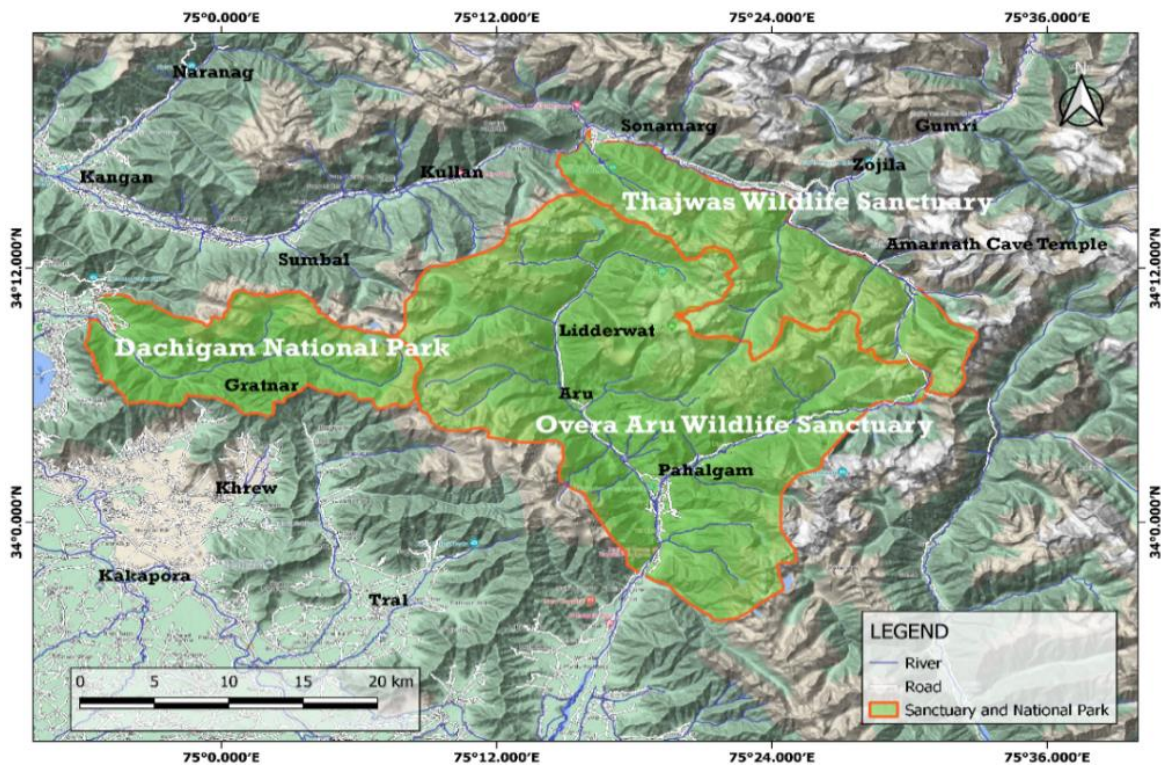 75°0.000'E
75°12.000'E
75°24.000'E
75°36.000'E
Naranag
N
Sonamarg
Gumri
Kangan
Kullan
Zojila
Thajwas Wildlife Sanctuary
34°12.000'N
Sumbal
Amarnath Cave Temple
34°12.000'N
Lidderwat
Dachigam National Park
Gratnar
Aru
Overa Aru Wildlife Sanctuary
Pahalgam
Khrew
34°0.000'N
34°0.000'N
Kakapora
Tral
LEGEND
River
Road
Sanctuary and National Park
0 5 10 15 20 km
75°0.000'E
75°12.000'E
75°24.000'E
75°36.000'E